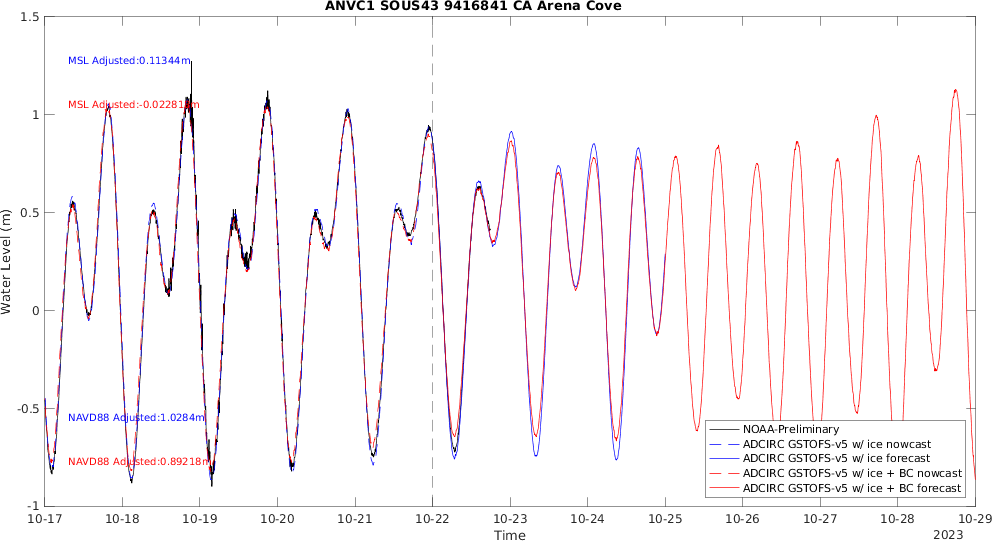 ANVC1 SOUS43 9416841 CA Arena Cove
1.5
1
0.5
0
-0.5
-1
Water Level (m)
MSL Adjusted:0.11344m
MSL Adjusted:-0.02281 m
NAVD88 Adjusted:1.0284m
NAVD88 Adjusted:0.89218m
NOAA-Preliminary
ADCIRC GSTOFS-v5 w/ ice nowcast
ADCIRC GSTOFS-v5 w/ ice forecast
ADCIRC GSTOFS-v5 w/ ice + BC nowcast
ADCIRC GSTOFS-v5 w/ ice + BC forecast
10-17 10-18 10-19 10-20 10-21 10-22 10-23 10-24 10-25 10-26 10-27 10-28 10-29
Time
2023